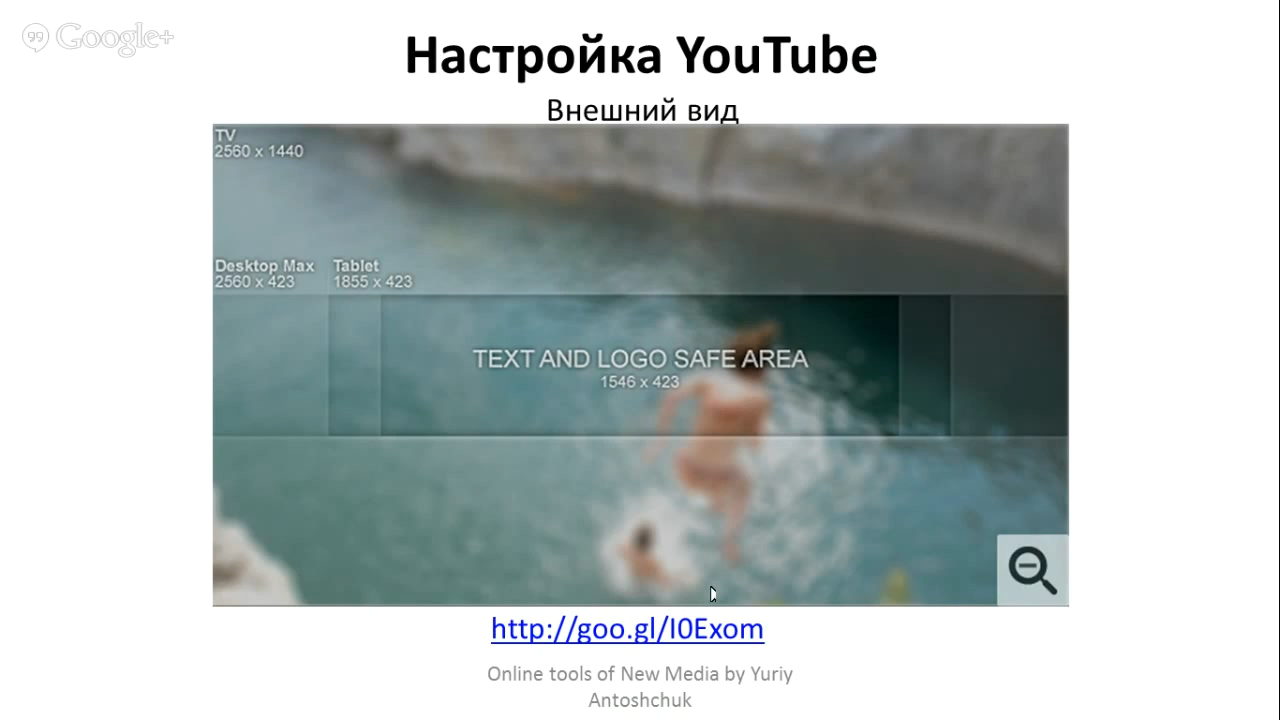 Google+
Настройка YouTube
Внешний вид
TV
2560 x 1440
Desktop Max
2560 x 423
Tablet
1855 x 423
TEXT AND LOGO SAFE AREA
1546 x 423
http://goo.gl/I0Exom
Online tools of New Media by Yuriy
Antoshchuk